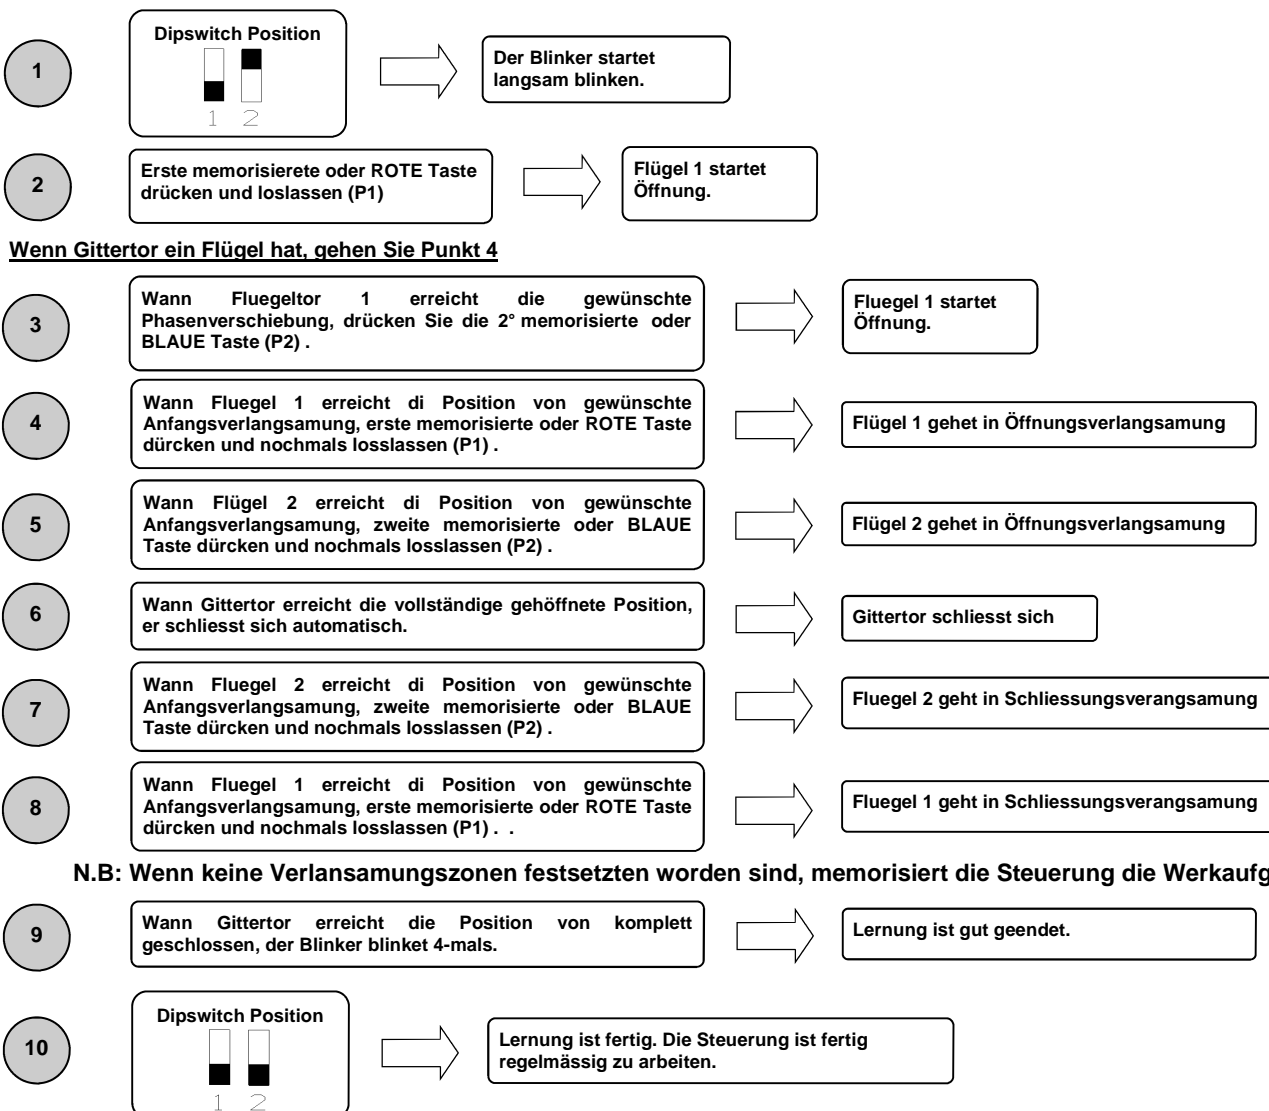 1
Dipswitch Position
1 2
Der Blinker startet
langsam blinken.
2
Erste memorisierete oder ROTE Taste
drücken und loslassen (P1)
Flügel 1 startet
Öffnung.
Wenn Gittertor ein Flügel hat, gehen Sie Punkt 4
3
Wann Fluegeltor 1 erreicht die gewünschte
Phasenverschiebung, drücken Sie die 2° memorisierte oder
BLAUE Taste (P2) .
Fluegel 1 startet
Öffnung.
4
Wann Fluegel 1 erreicht di Position von gewünschte
Anfangsverlangsamung, erste memorisierte oder ROTE Taste
dürcken und nochmals losslassen (P1) .
Flügel 1 gehet in Öffnungsverlangsamung
5
Wann Flügel 2 erreicht di Position von gewünschte
Anfangsverlangsamung, zweite memorisierte oder BLAUE
Taste dürcken und nochmals losslassen (P2) .
Flügel 2 gehet in Öffnungsverlangsamung
6
Wann Gittertor erreicht die vollständige gehöffnete Position,
er schliesst sich automatisch.
Gittertor schliesst sich
7
Wann Fluegel 2 erreicht di Position von gewünschte
Anfangsverlangsamung, zweite memorisierte oder BLAUE
Taste dürcken und nochmals losslassen (P2) .
Fluegel 2 geht in Schliessungsverangsamung
8
Wann Fluegel 1 erreicht di Position von gewünschte
Anfangsverlangsamung, erste memorisierte oder ROTE Taste
dürcken und nochmals losslassen (P1) . .
Fluegel 1 geht in Schliessungsverangsamung
N.B: Wenn keine Verlansamungszonen festsetzten worden sind, memorisiert die Steuerung die Werkaufg
9
Wann Gittertor erreicht die Position von komplett
geschlossen, der Blinker blinket 4-mals.
Lernung ist gut geendet.
10
Dipswitch Position
1 2
Lernung ist fertig. Die Steuerung ist fertig
regelmässig zu arbeiten.